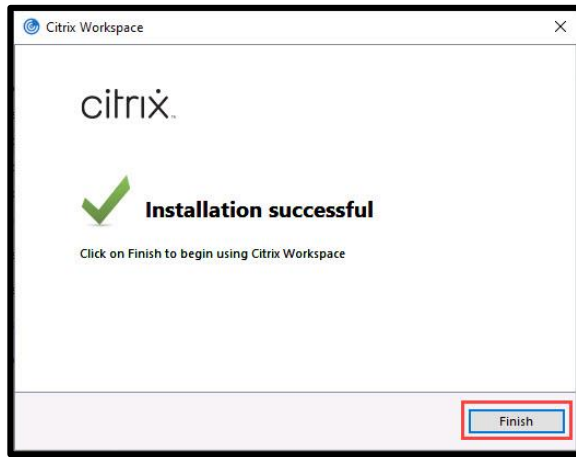 Citrix Workspace
citrix
Installation successful
Click on Finish to begin using Citrix Workspace
Finish